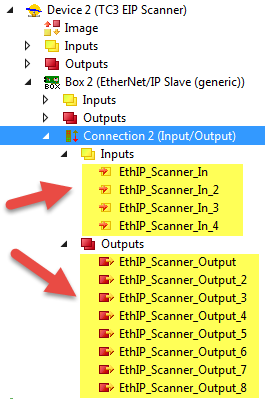 Device 2 (TC3 EIP Scanner)
Image
Inputs
Outputs
BOX Box 2 (EtherNet/IP Slave (generic))
Inputs
Outputs
Connection 2 (Input/Output)
Inputs
EthIP_Scanner_In
EthIP_Scanner_In_2
EthIP_Scanner_In_3
EthIP_Scanner_In_4
Outputs
EthIP_Scanner_Output
EthIP_Scanner_Output_2
EthIP_Scanner_Output_3
EthIP_Scanner_Output_4
EthIP_Scanner_Output_5
EthIP_Scanner_Output_6
EthIP_Scanner_Output_7
EthIP_Scanner_Output_8